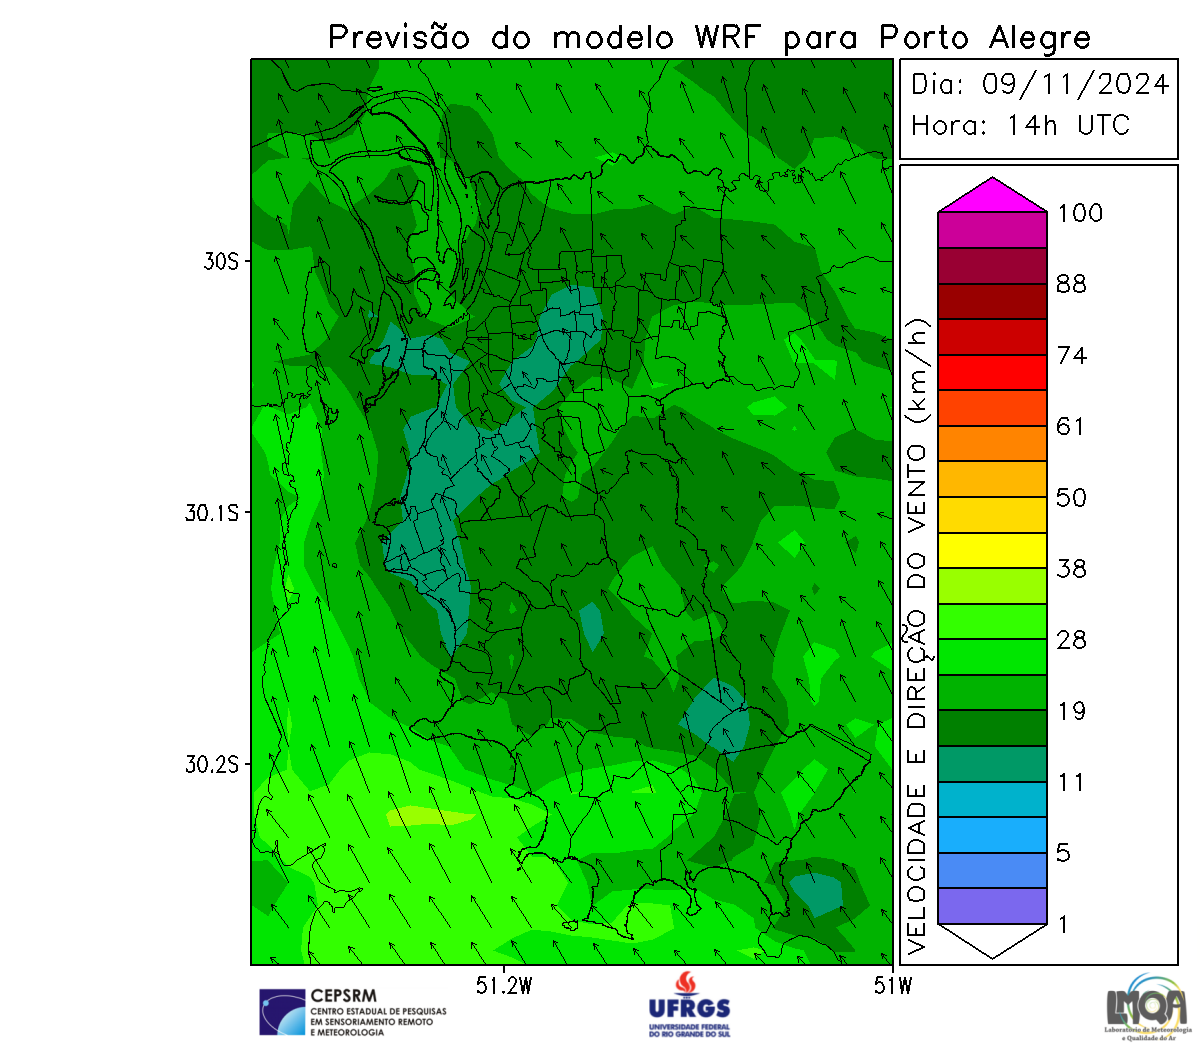 Previsão do modelo WRF para Porto Alegre
Dia: 09/11/2024
Hora: 14h UTC
30S
30.1S
30.2S
51.2W
51W
VELOCIDADE E DIREÇÃO DO VENTO (km/h)
100
88
74
61
50
38
28
19
11
5
1
CEPSRM
CENTRO ESTADUAL DE PESQUISAS
EM SENSORIAMENTO REMOTO
E METEOROLOGIA
UFRGS
UNIVERSIDADE FEDERAL
DO RIO GRANDE DO SUL
LMQA
Laboratório de Meteorologia
e Qualidade do Ar